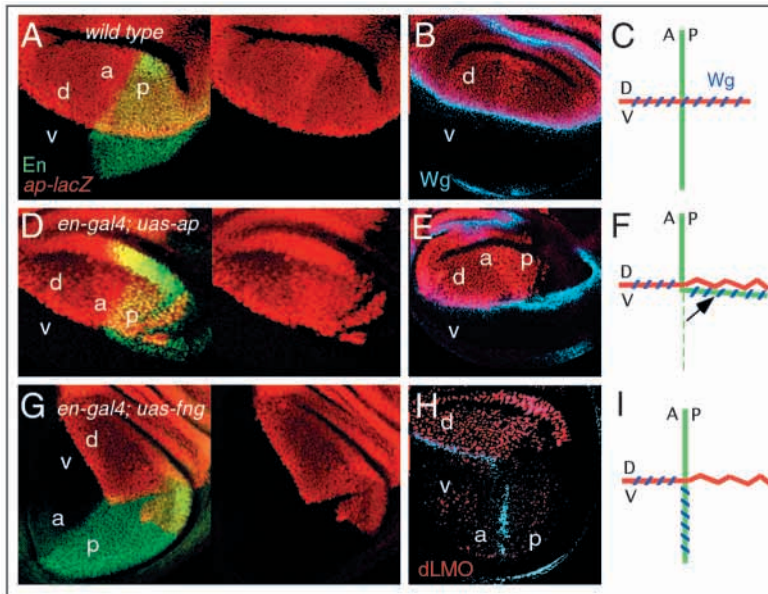 A
wild type
d
a
p
v
En
ap-lacZ
B
d
v
Wg
C
A P
Wg
D
V
D
en-gal4; uas-ap
d
a
p
v
E
a
p
d
v
F
A P
D
V
G
en-gal4; uas-fng
d
v
a
p
H
d
v
a
p
dLMO
I
A P
D
V